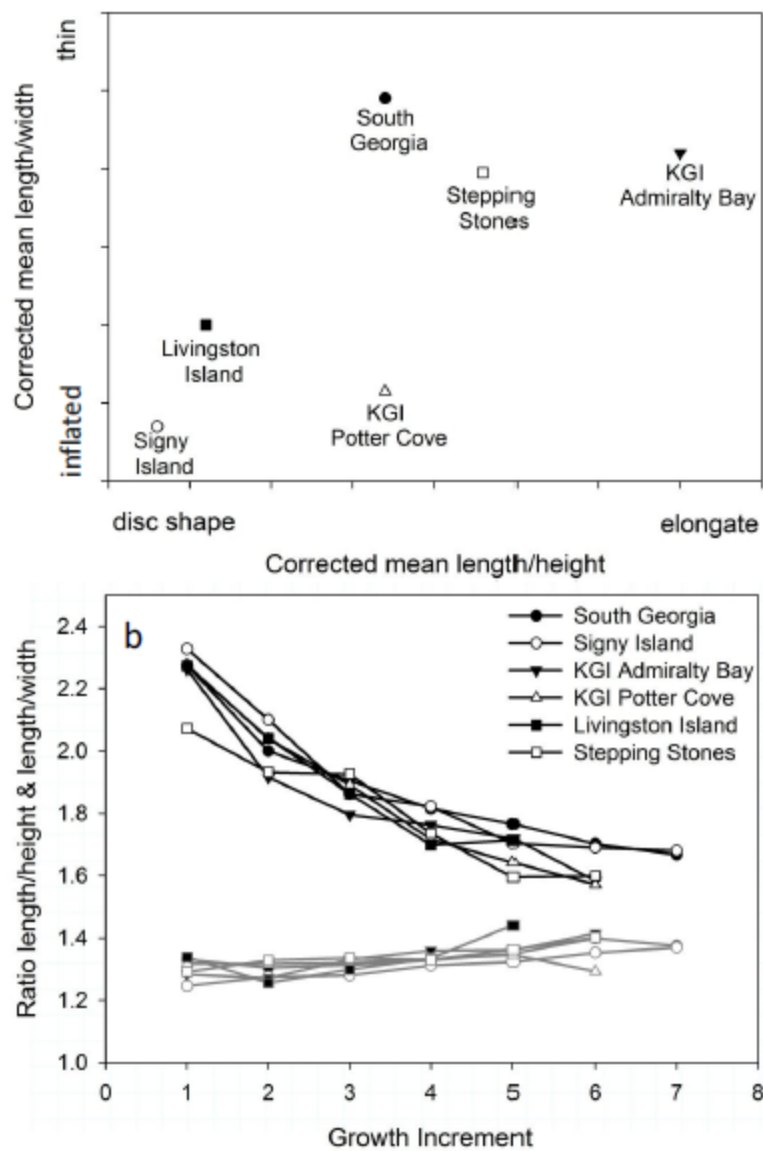 thin
Corrected mean length/width
inflated
South
Georgia
Stepping
Stones
KGI
Admiralty Bay
Livingston
Island
KGI
Potter Cove
Signy
Island
disc shape
elongate
Corrected mean length/height
b
South Georgia
Signy Island
KGI Admiralty Bay
KGI Potter Cove
Livingston Island
Stepping Stones
Ratio length/height & length/width
2.4
2.2
2.0
1.8
1.6
1.4
1.2
1.0
0 1 2 3 4 5 6 7 8
Growth Increment